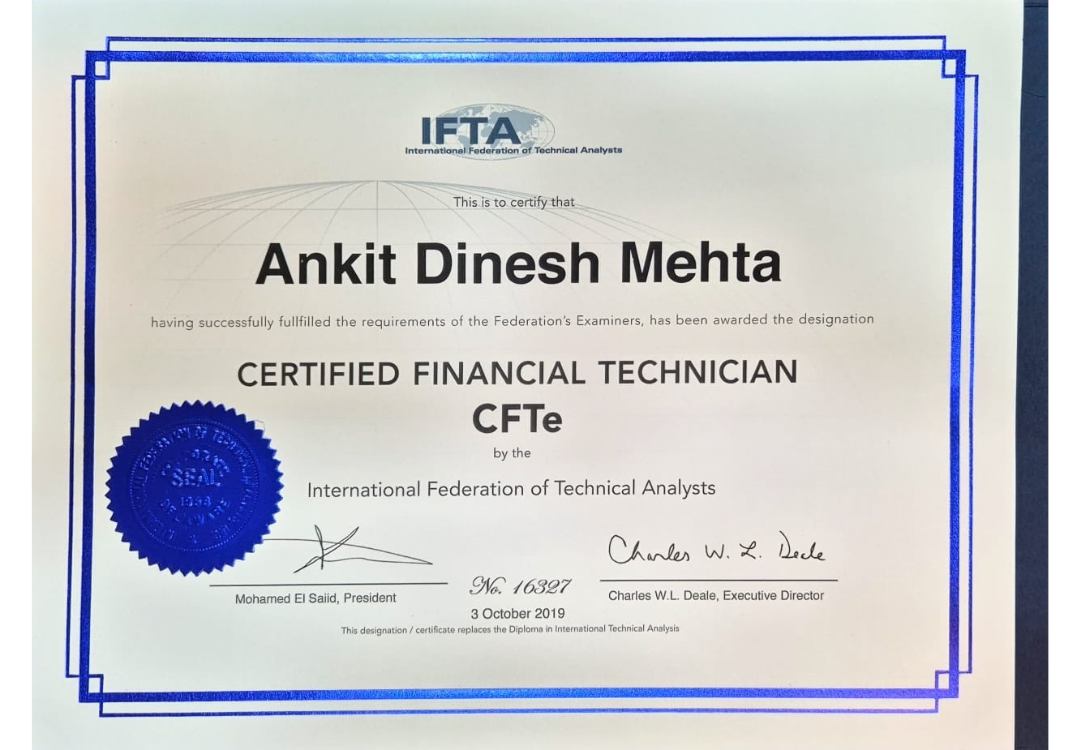 IFTA
International Federation of Technical Analysts
This is to certify that
Ankit Dinesh Mehta
having successfully fullfilled the requirements of the Federation's Examiners, has been awarded the designation
CERTIFIED FINANCIAL TECHNICIAN
CFTe
by the
International Federation of Technical Analysts
SEAL
Charles W. L. Deale
Mohamed El Saiid, President
No. 16327
Charles W.L. Deale, Executive Director
3 October 2019
This designation / certificate replaces the Diploma in International Technical Analysis